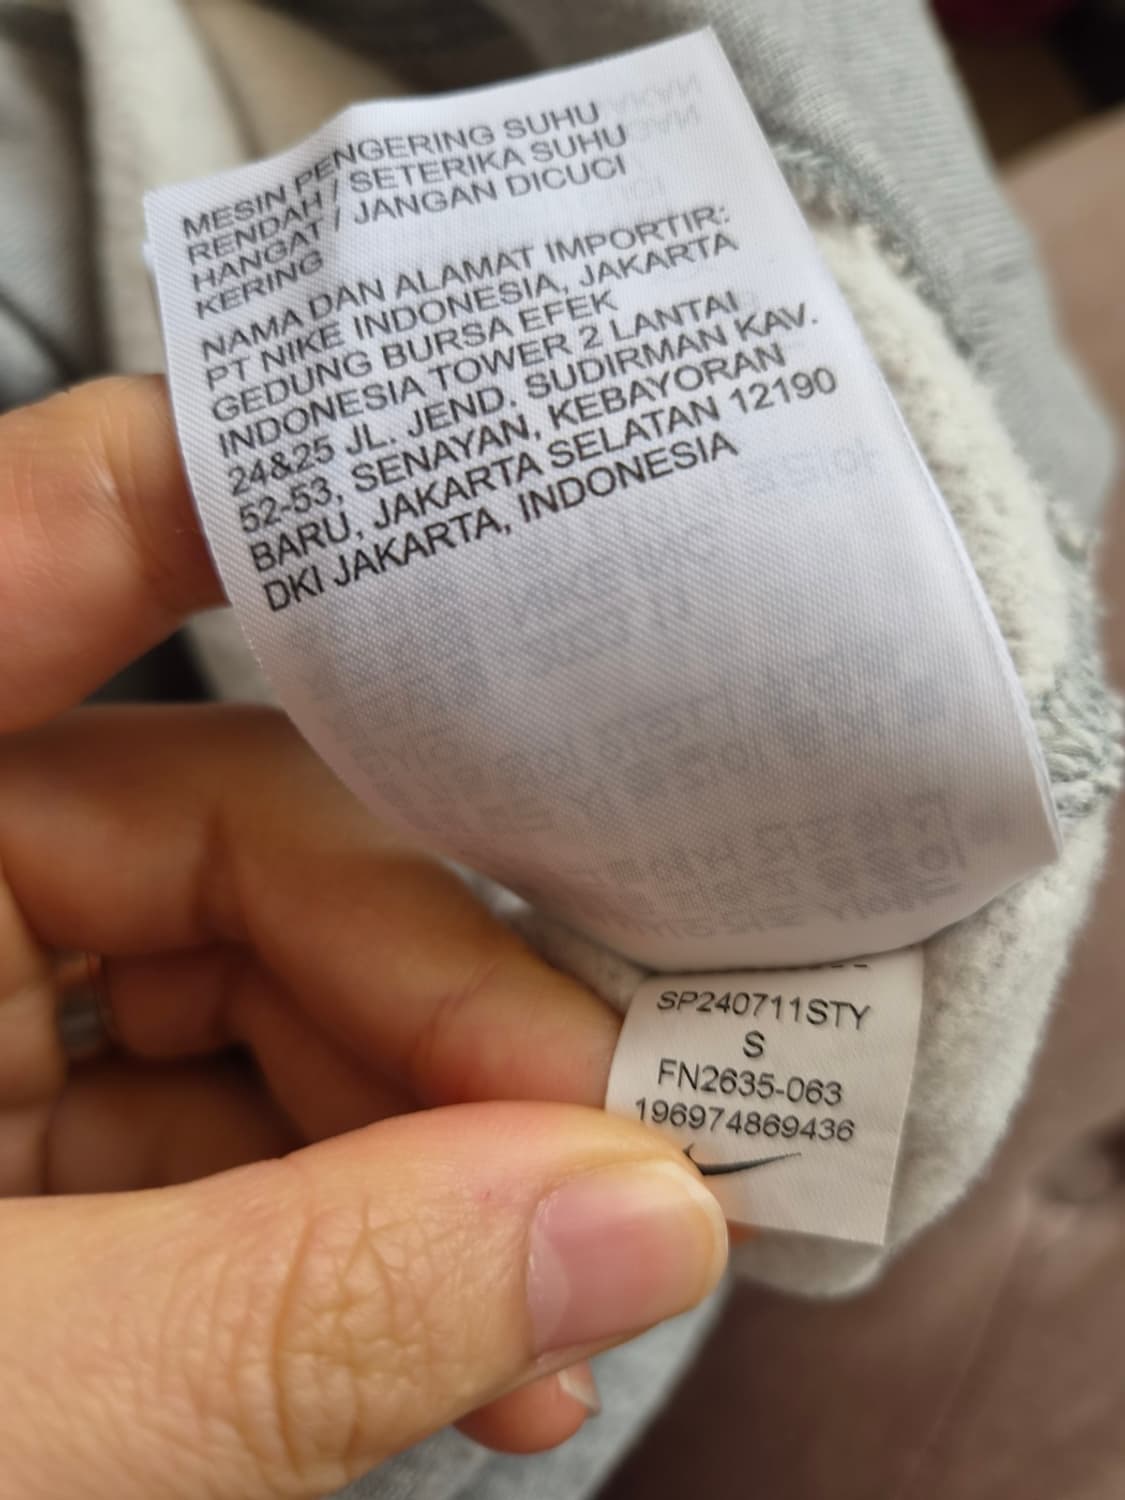 MESIN PENGERING SUHU
RENDAH / SETERIKA SUHU
HANGAT / JANGAN DICUCI
KERING
NAMA DAN ALAMAT IMPORTIR:
PT NIKE INDONESIA, JAKARTA
GEDUNG BURSA EFEK
INDONESIA TOWER 2 LANTAI
24&25 JL. JEND. SUDIRMAN KAV.
52-53, SENAYAN, KEBAYORAN
BARU, JAKARTA SELATAN 12190
DKI JAKARTA, INDONESIA
SP240711STY
S
FN2635-063
196974869436